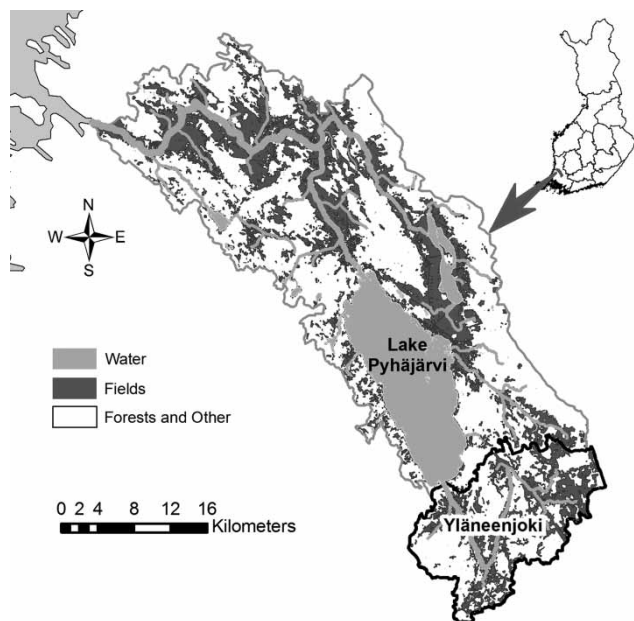 N
W E
S
Water
Fields
Forests and Other
Lake
Pyhäjärvi
Yläneenjoki
0 2 4 8 12 16
Kilometers